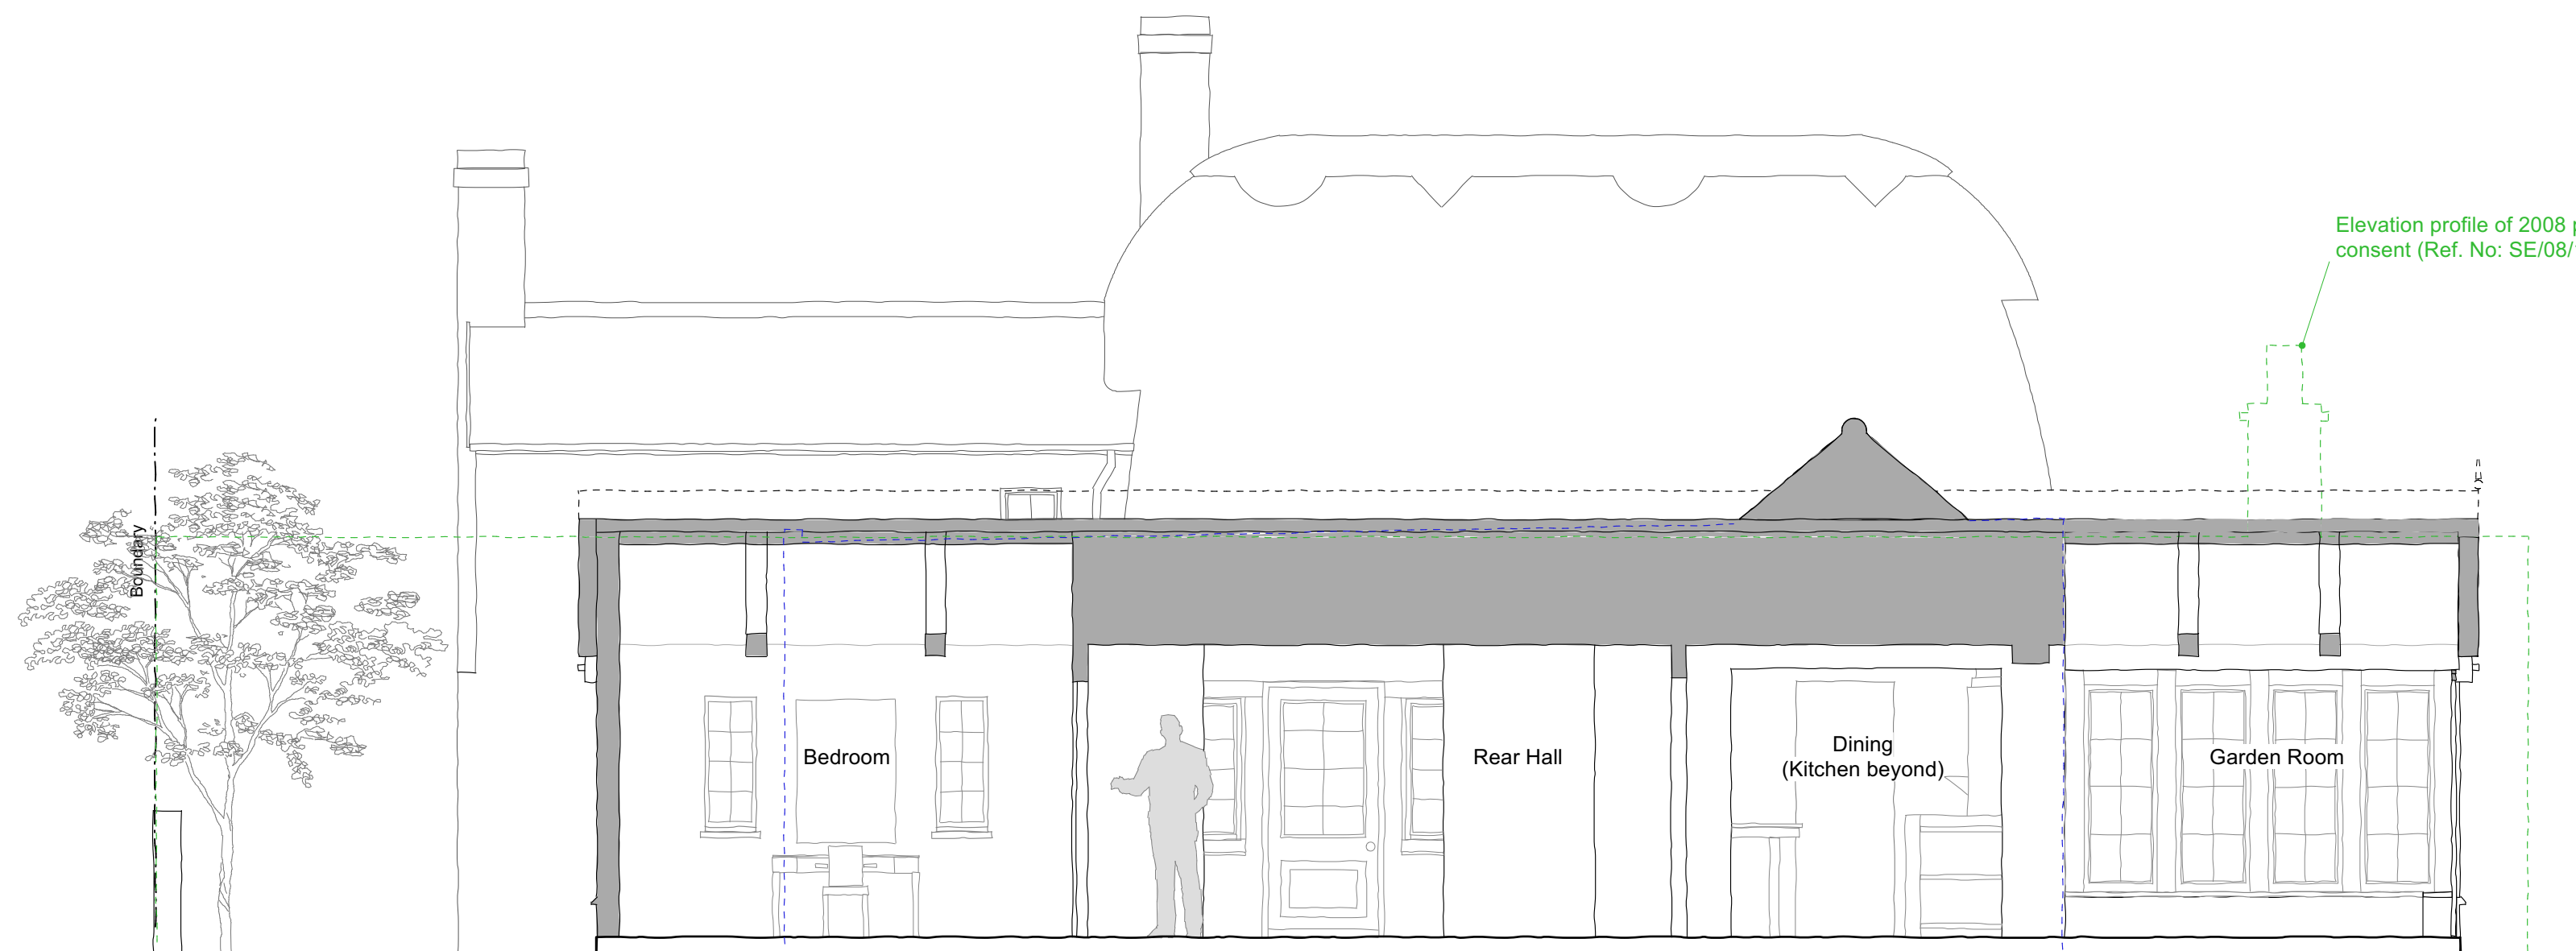 Elevation profile of 2008 p
consent (Ref. No: SE/08/
Boundary
Bedroom
Rear Hall
Dining
(Kitchen beyond)
Garden Room